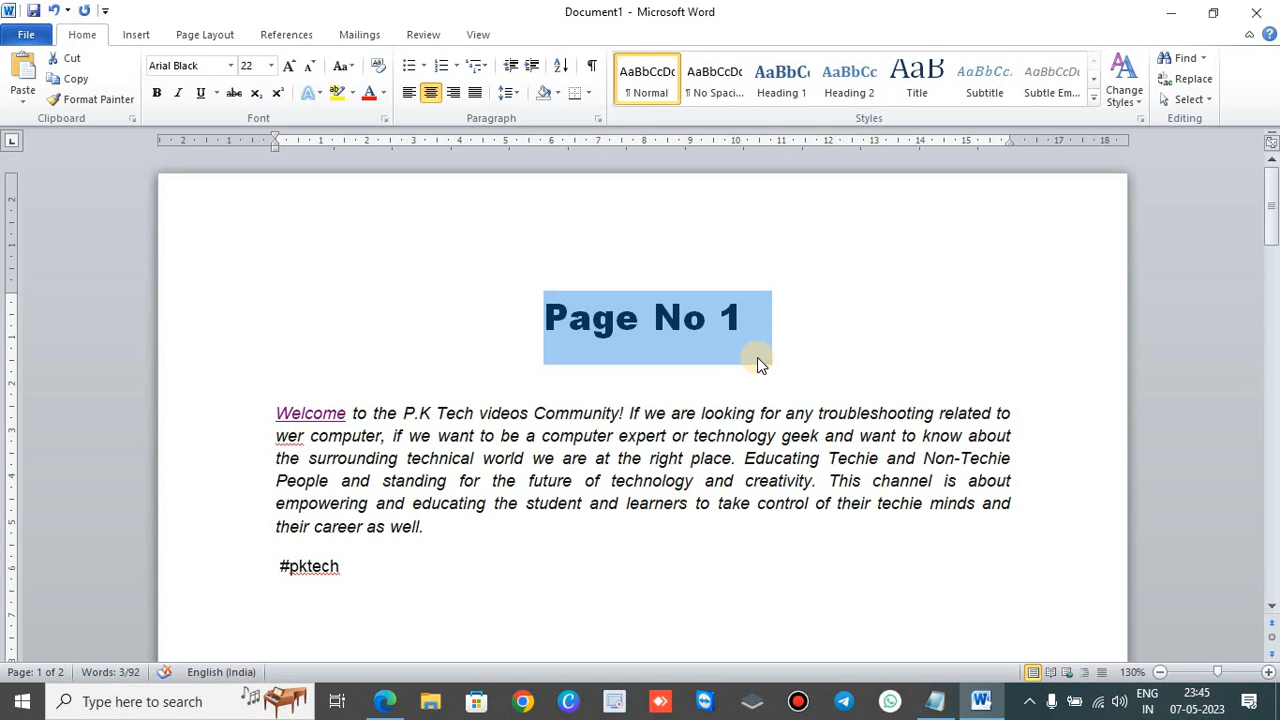 Document1 - Microsoft Word
File Home Insert Page Layout References Mailings Review View
Paste
Cut
Copy
Format Painter
Clipboard
Arial Black 22
Font
Paragraph
AaBbCcDc AaBbCcDc AaBbC AaBbCc AaB AaBbCcL AaBbCcDc
¶ Normal ¶ No Spaci... Heading 1 Heading 2 Title Subtitle Subtle Em...
Change Styles
Styles
Find
Replace
Select
Editing
Page No 1
Welcome to the P.K Tech videos Community! If we are looking for any troubleshooting related to
wer computer, if we want to be a computer expert or technology geek and want to know about
the surrounding technical world we are at the right place. Educating Techie and Non-Techie
People and standing for the future of technology and creativity. This channel is about
empowering and educating the student and learners to take control of their techie minds and
their career as well.
#pktech
Page: 1 of 2 Words: 3/92 English (India) 130%
Type here to search
ENG
IN
23:45
07-05-2023